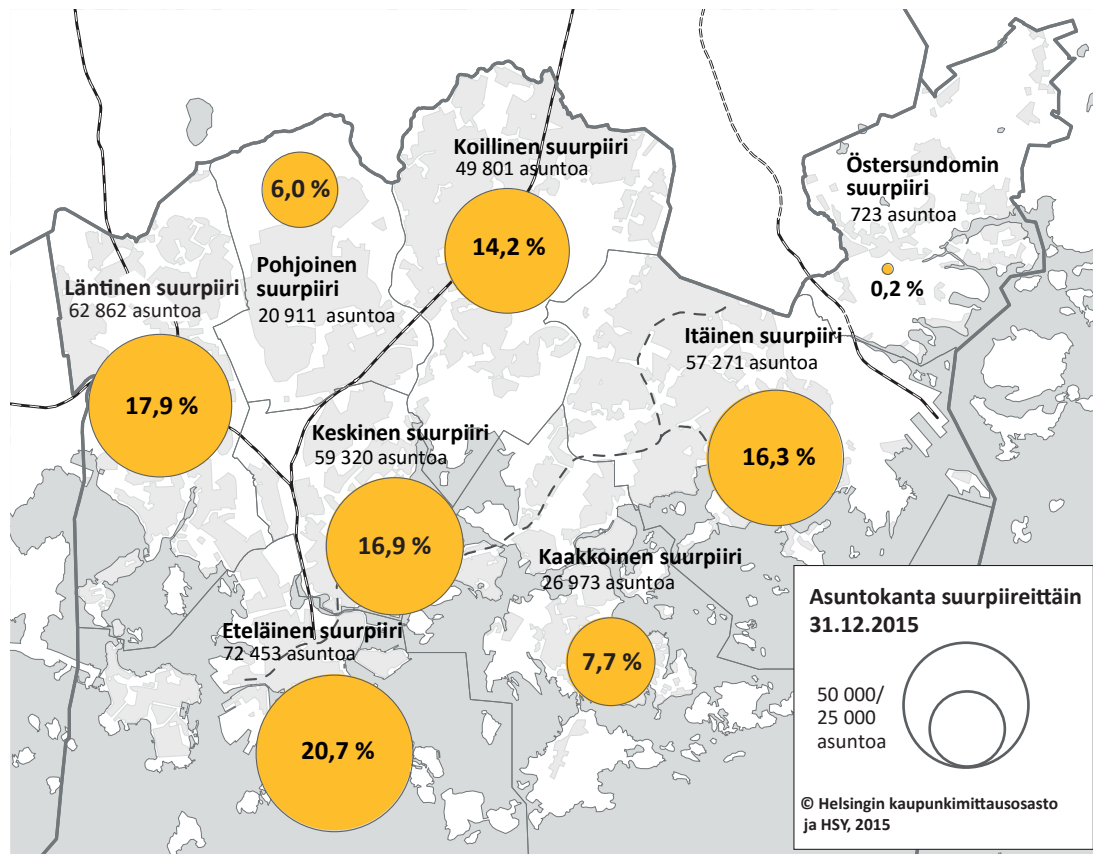 Koillinen suurpiiri
49 801 asuntoa
14,2 %
6,0 %
Pohjoinen
suurpiiri
20 911 asuntoa
Östersundomin
suurpiiri
723 asuntoa
0,2 %
Läntinen suurpiiri
62 862 asuntoa
17,9 %
Itäinen suurpiiri
57 271 asuntoa
16,3 %
Keskinen suurpiiri
59 320 asuntoa
16,9 %
Kaakkoinen suurpiiri
26 973 asuntoa
7,7 %
Eteläinen suurpiiri
72 453 asuntoa
20,7 %
Asuntokanta suurpiireittäin
31.12.2015
50 000/
25 000
asuntoa
© Helsingin kaupunkimittausosasto
ja HSY, 2015